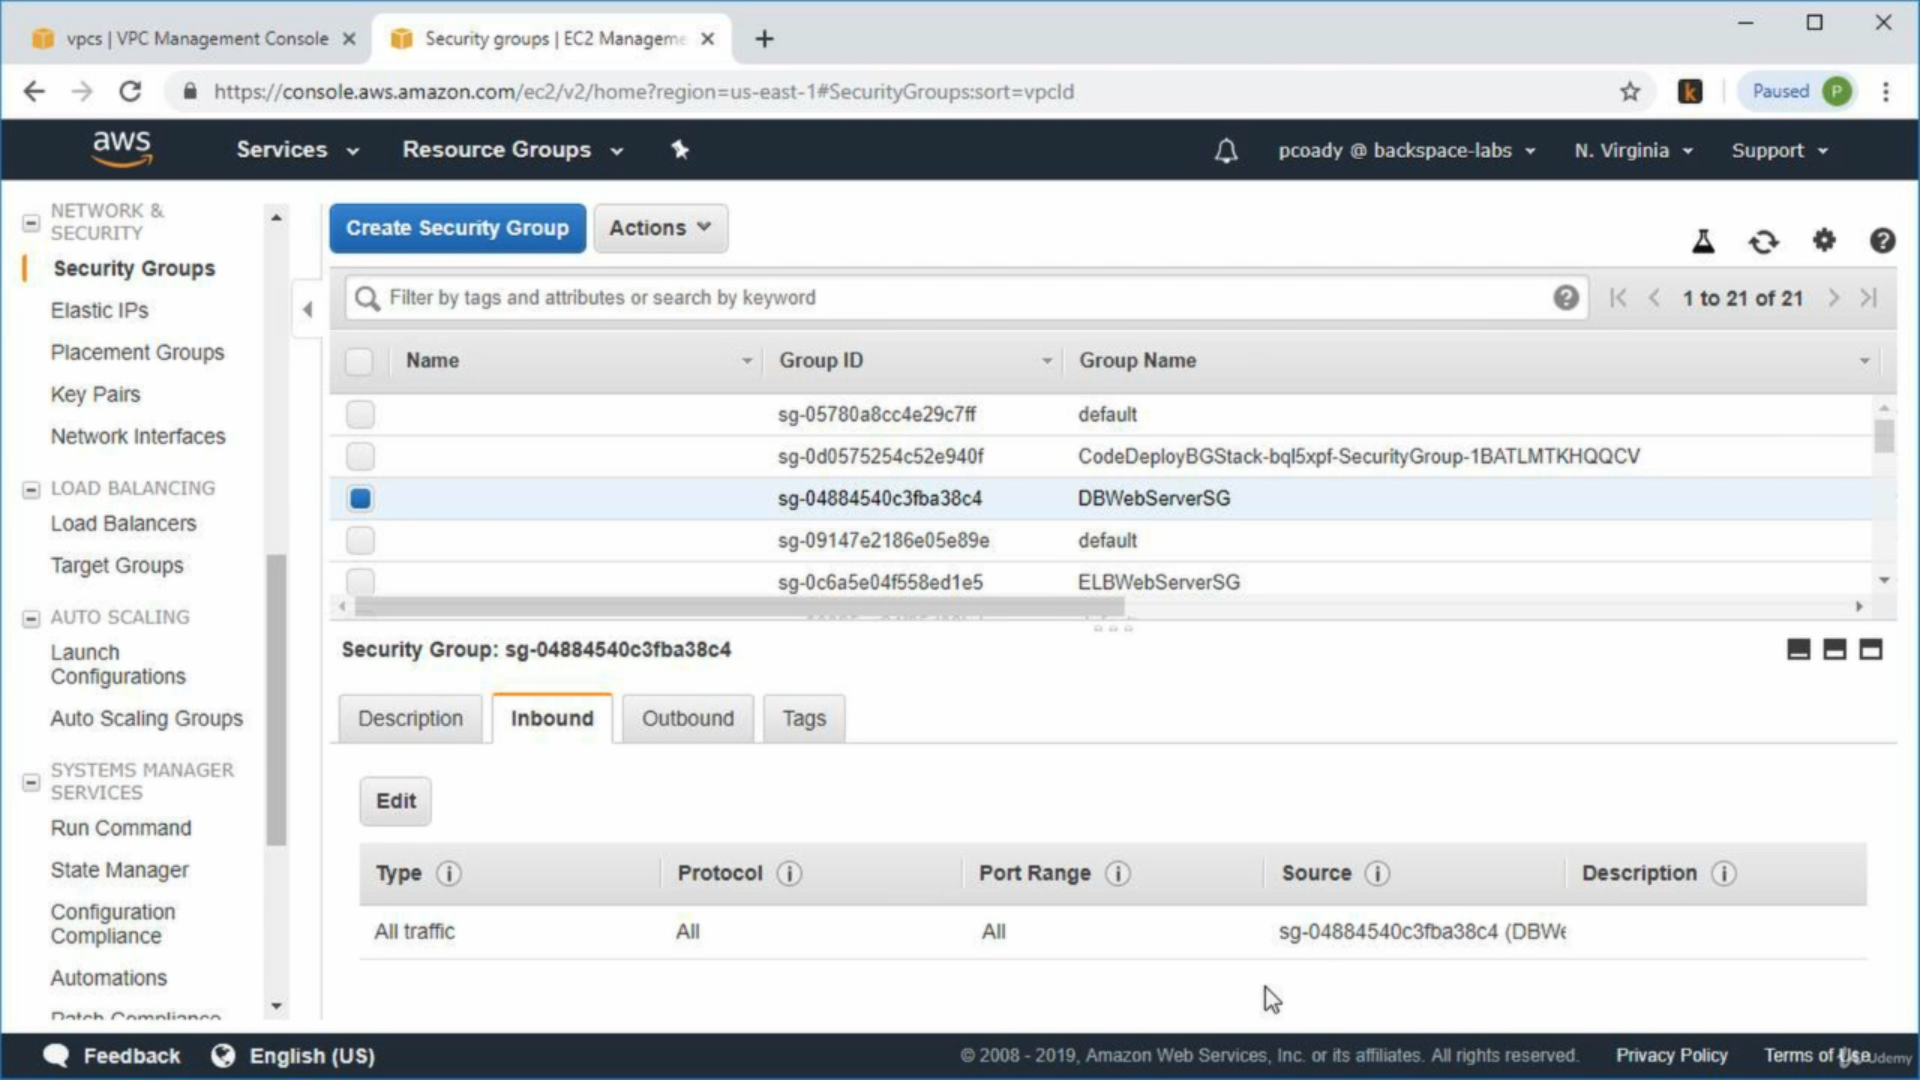 vpcs | VPC Management Console
Security groups | EC2 Manageme
https://console.aws.amazon.com/ec2/v2/home?region=us-east-1#SecurityGroups:sort=vpcId
k
Paused P
aws
Services
Resource Groups
pcoady @ backspace-labs
N. Virginia
Support
NETWORK &
SECURITY
Security Groups
Elastic IPs
Placement Groups
Key Pairs
Network Interfaces
LOAD BALANCING
Load Balancers
Target Groups
AUTO SCALING
Launch
Configurations
Auto Scaling Groups
SYSTEMS MANAGER
SERVICES
Run Command
State Manager
Configuration
Compliance
Automations
Patch Compliance
Create Security Group
Actions
Filter by tags and attributes or search by keyword
1 to 21 of 21
Name Group ID Group Name
sg-05780a8cc4e29c7ff default
sg-0d0575254c52e940f CodeDeployBGStack-bql5xpf-SecurityGroup-1BATLMTKHQQCV
sg-04884540c3fba38c4 DBWebServerSG
sg-09147e2186e05e89e default
sg-0c6a5e04f558ed1e5 ELBWebServerSG
Security Group: sg-04884540c3fba38c4
Description Inbound Outbound Tags
Edit
Type Protocol Port Range Source Description
All traffic All All sg-04884540c3fba38c4 (DBWe
Feedback
English (US)
© 2008 - 2019, Amazon Web Services, Inc. or its affiliates. All rights reserved.
Privacy Policy
Terms of Use
Udemy